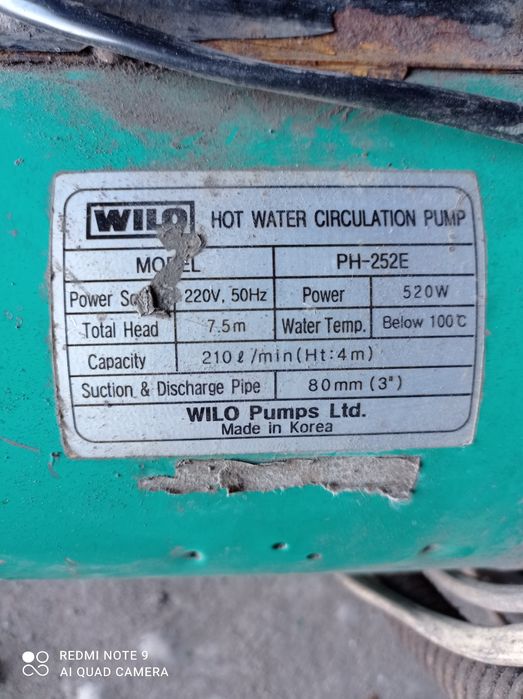 WILO HOT WATER CIRCULATION PUMP
MODEL PH-252E
Power 220V, 50Hz Power 520W
Total Head 7.5m Water Temp. Below 100℃
Capacity 210ℓ/min(Ht:4m)
Suction & Discharge Pipe 80mm (3")
WILO Pumps Ltd.
Made in Korea
REDMI NOTE 9
AI QUAD CAMERA